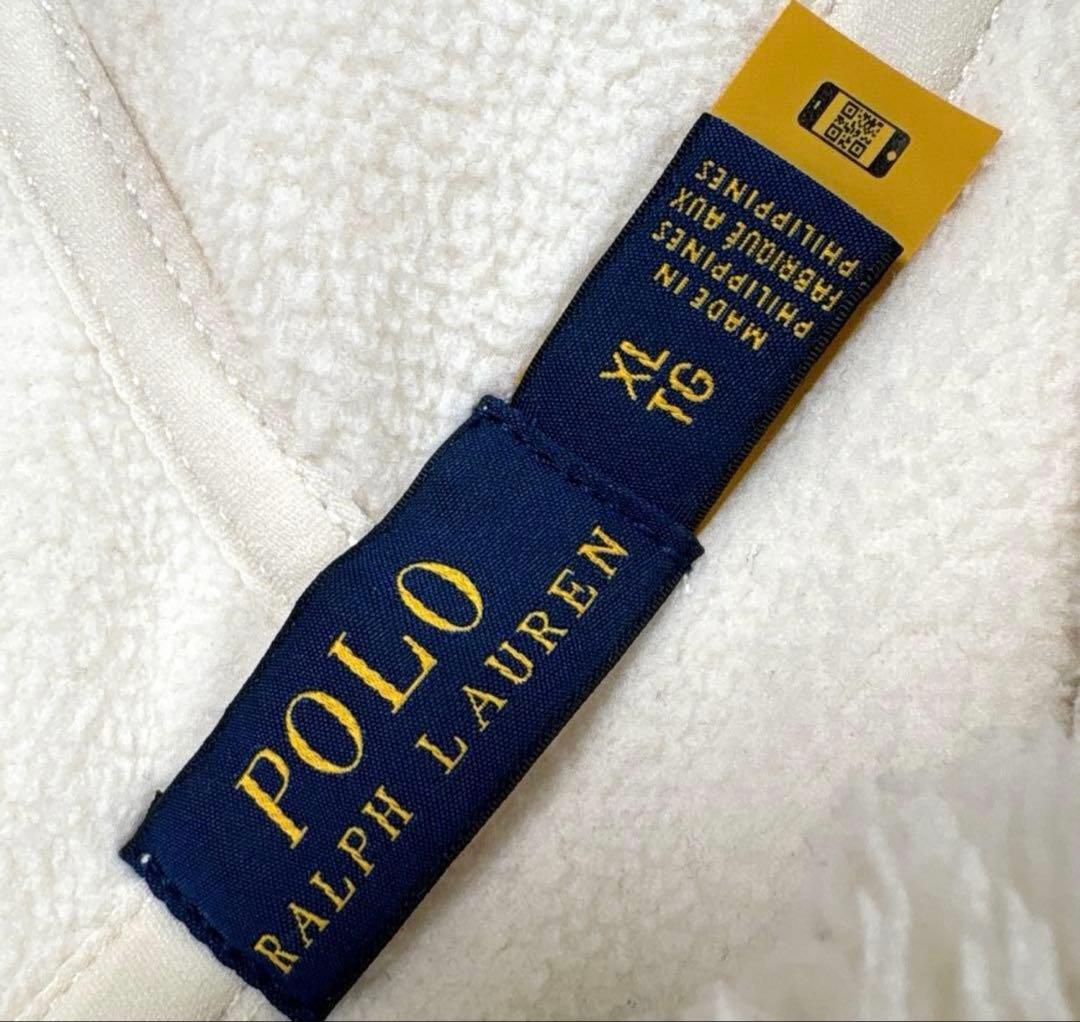 POLO
RALPH LAUREN
XL
TG
MADE IN
PHILIPPINES
FABRIQUÉ AUX
PHILIPPINES